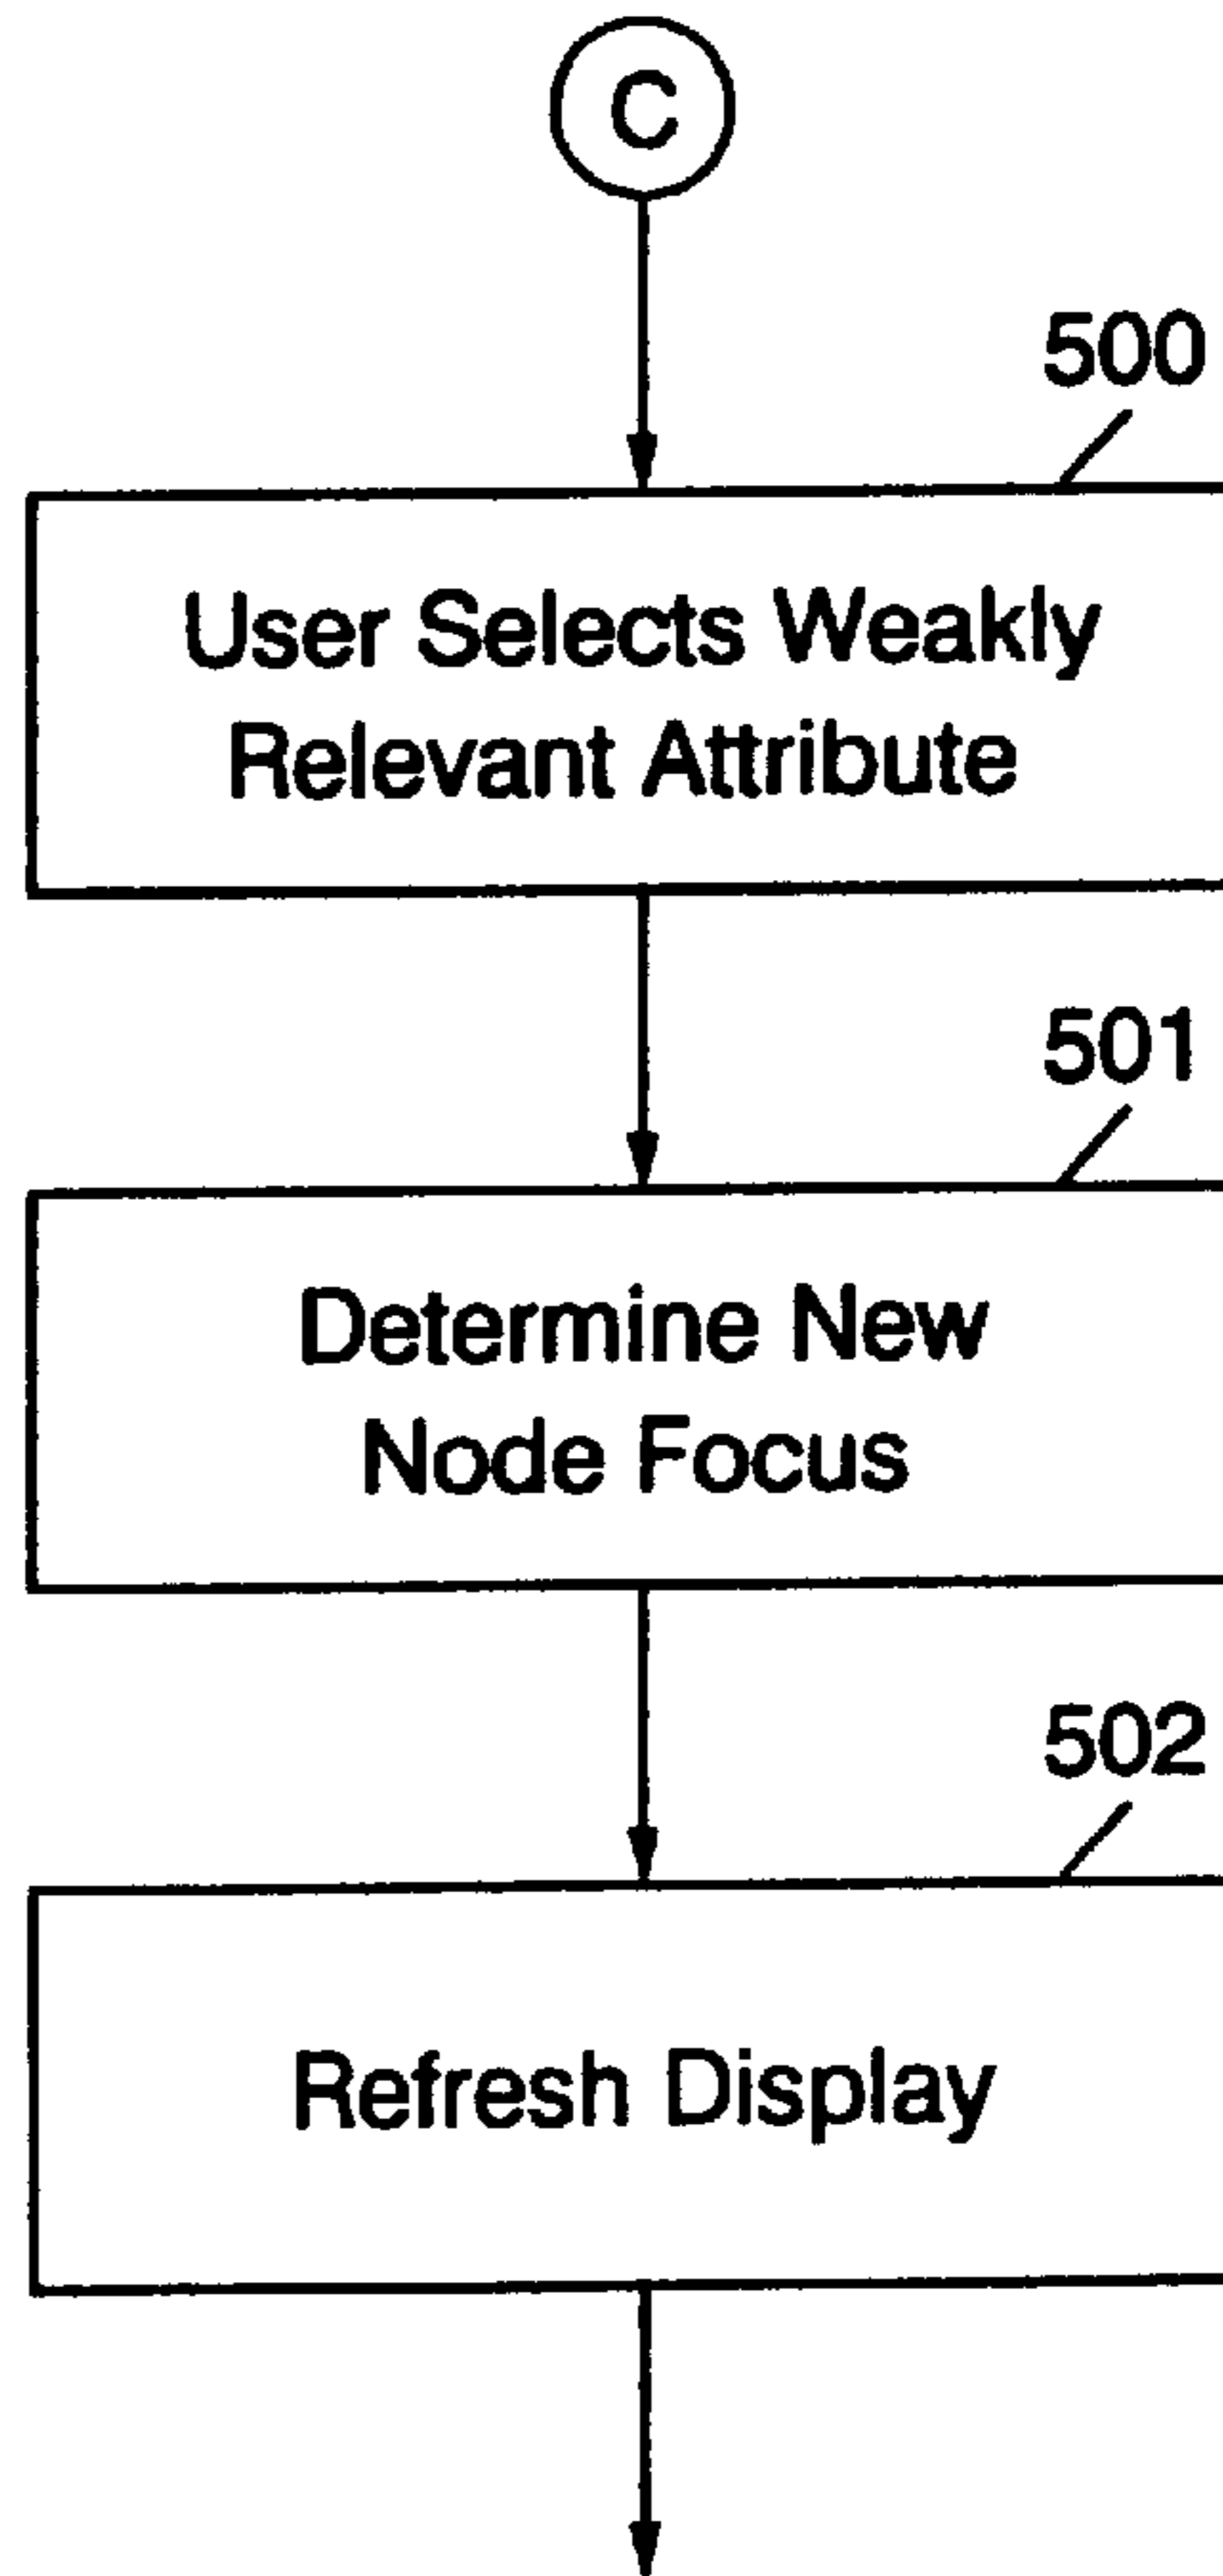 C
500
User Selects Weakly
Relevant Attribute
501
Determine New
Node Focus
502
Refresh Display